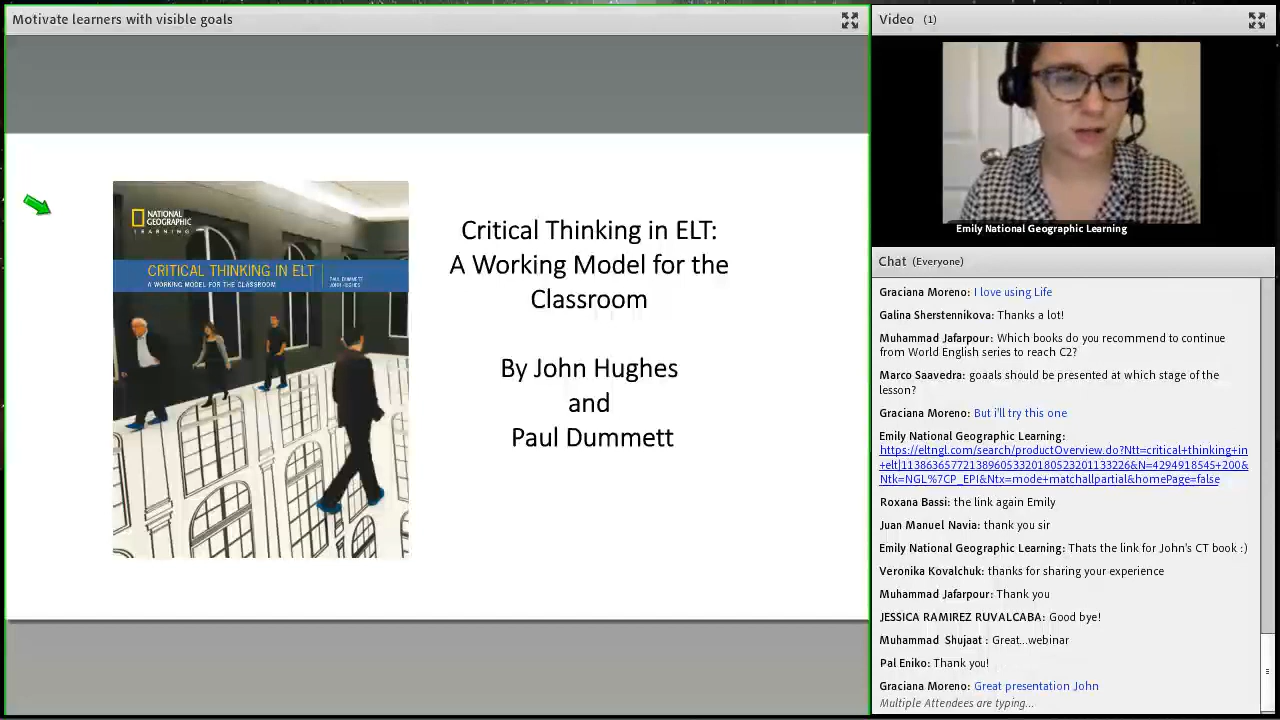 Motivate learners with visible goals
NATIONAL
GEOGRAPHIC
LEARNING
CRITICAL THINKING IN ELT
A WORKING MODEL FOR THE CLASSROOM
PAUL DUMMETT
JOHN HUGHES
Critical Thinking in ELT:
A Working Model for the
Classroom
By John Hughes
and
Paul Dummett
Video (1)
Emily National Geographic Learning
Chat (Everyone)
Graciana Moreno: I love using Life
Galina Sherstennikova: Thanks a lot!
Muhammad Jafarpour: Which books do you recommend to continue
from World English series to reach C2?
Marco Saavedra: goaals should be presented at which stage of the
lesson?
Graciana Moreno: But i'll try this one
Emily National Geographic Learning:
https://eltngl.com/search/productOverview.do?Ntt=critical+thinking+in
+elt|1138636577213896053320180523201133226&N=4294918545+200&
Ntk=NGL%7CP_EPI&Ntx=mode+matchallpartial&homePage=false
Roxana Bassi: the link again Emily
Juan Manuel Navia: thank you sir
Emily National Geographic Learning: Thats the link for John's CT book :)
Veronika Kovalchuk: thanks for sharing your experience
Muhammad Jafarpour: Thank you
JESSICA RAMIREZ RUVALCABA: Good bye!
Muhammad Shujaat : Great...webinar
Pal Eniko: Thank you!
Graciana Moreno: Great presentation John
Multiple Attendees are typing...